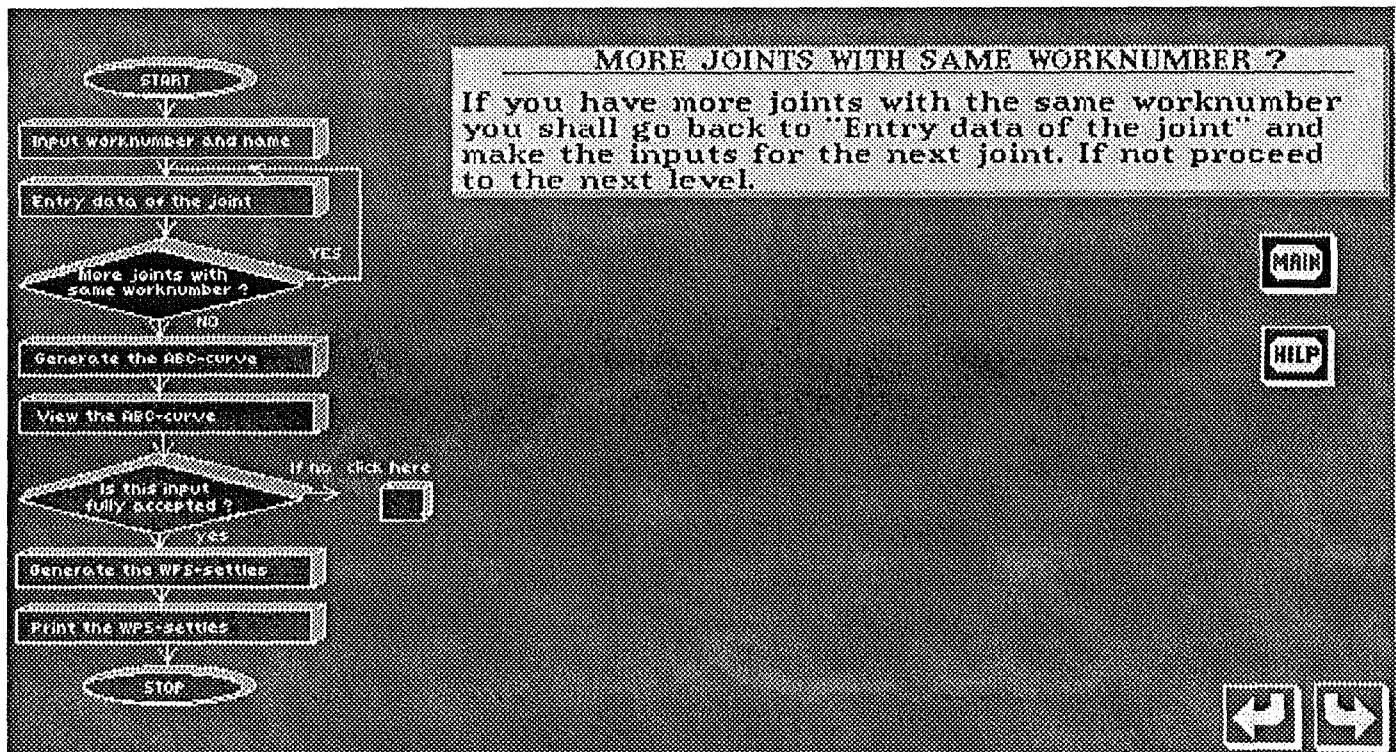 START
Input worknumber and name
Entry data of the joint
YES
More joints with
same worknumber ?
NO
Generate the ABC-curve
View the ABC-curve
If no, click here
Is this input
fully accepted ?
yes
Generate the WPS-settles
Print the WPS-settles
STOP
MORE JOINTS WITH SAME WORKNUMBER ?
If you have more joints with the same worknumber
you shall go back to "Entry data of the joint" and
make the inputs for the next joint. If not proceed
to the next level.
MAIN
HELP